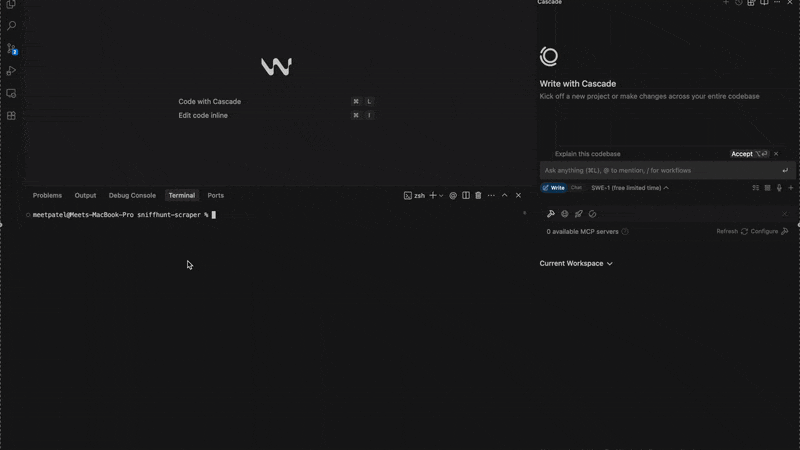 Cascade
2
Code with Cascade ⌘ L
Edit code inline ⌘ I
Write with Cascade
Kick off a new project or make changes across your entire codebase
Explain this codebase Accept ⌥⏎ ×
Ask anything (⌘L), @ to mention, / for workflows
Write Chat SWE-1 (free limited time)
0 available MCP servers Refresh Configure
Current Workspace
Problems Output Debug Console Terminal Ports zsh
meetpatel@Meets-MacBook-Pro sniffhunt-scraper %